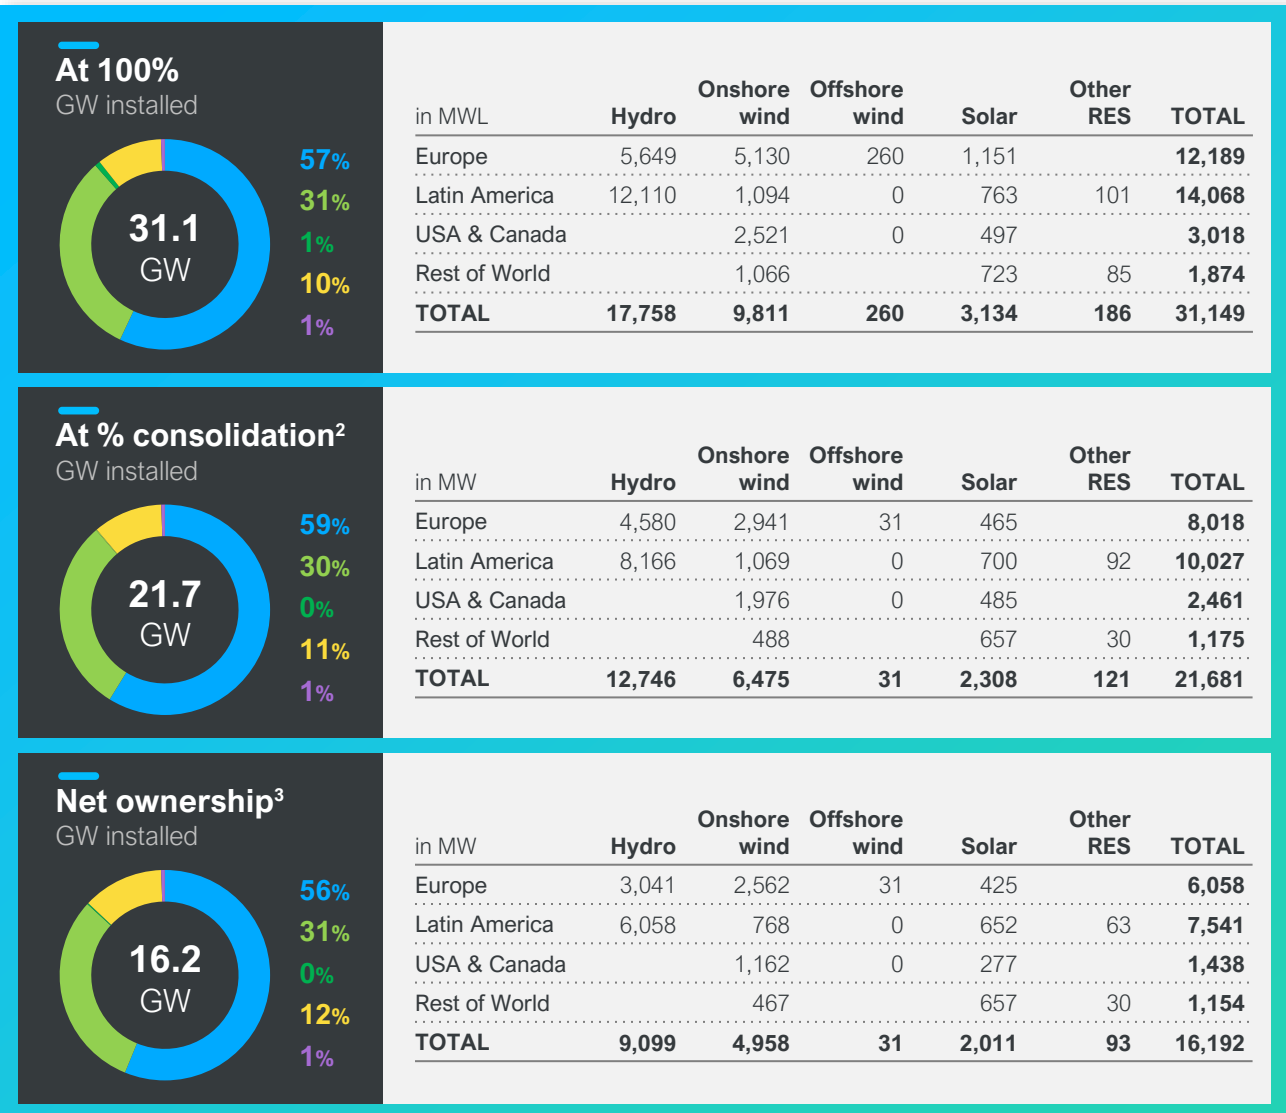 At 100%
GW installed
31.1
GW
57%
31%
1%
10%
1%
in MWL Hydro Onshore wind Offshore wind Solar Other RES TOTAL
Europe 5,649 5,130 260 1,151 12,189
Latin America 12,110 1,094 0 763 101 14,068
USA & Canada 2,521 0 497 3,018
Rest of World 1,066 723 85 1,874
TOTAL 17,758 9,811 260 3,134 186 31,149
At % consolidation²
GW installed
21.7
GW
59%
30%
0%
11%
1%
in MW Hydro Onshore wind Offshore wind Solar Other RES TOTAL
Europe 4,580 2,941 31 465 8,018
Latin America 8,166 1,069 0 700 92 10,027
USA & Canada 1,976 0 485 2,461
Rest of World 488 657 30 1,175
TOTAL 12,746 6,475 31 2,308 121 21,681
Net ownership³
GW installed
16.2
GW
56%
31%
0%
12%
1%
in MW Hydro Onshore wind Offshore wind Solar Other RES TOTAL
Europe 3,041 2,562 31 425 6,058
Latin America 6,058 768 0 652 63 7,541
USA & Canada 1,162 0 277 1,438
Rest of World 467 657 30 1,154
TOTAL 9,099 4,958 31 2,011 93 16,192